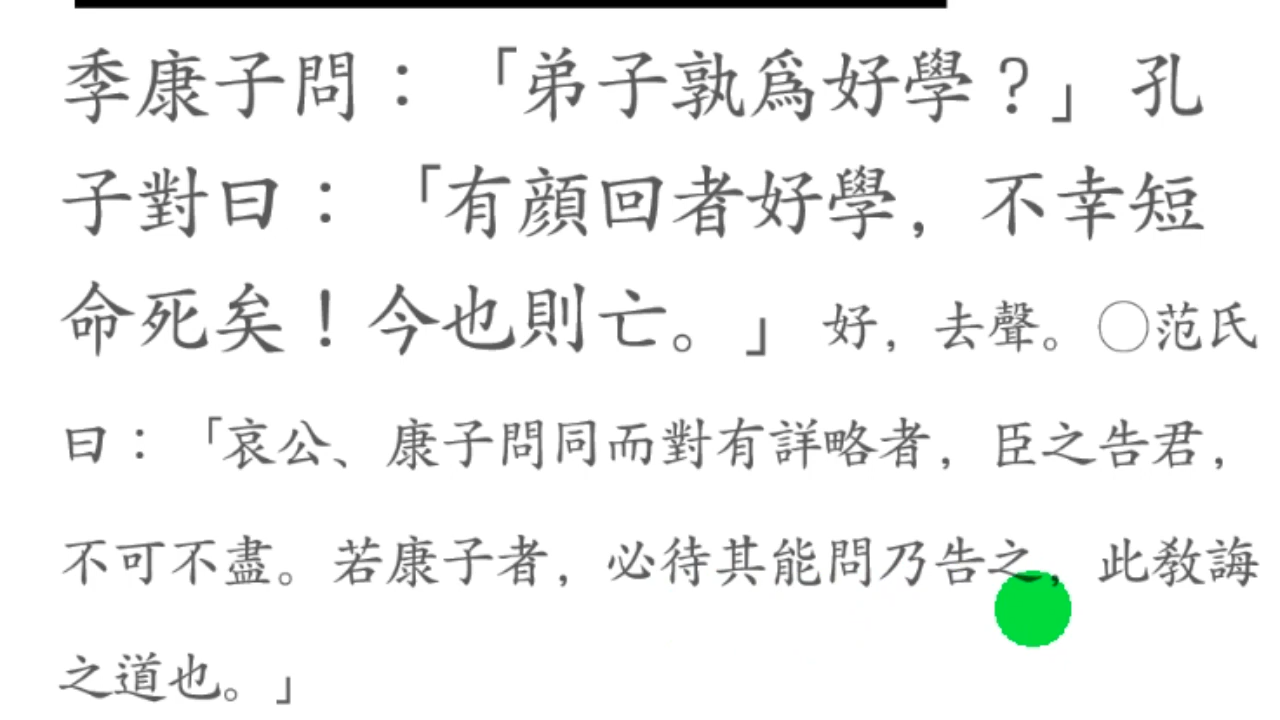 季康子問：「弟子孰爲好學？」孔
子對曰：「有顏回者好學，不幸短
命死矣！今也則亡。」好，去聲。〇范氏
曰：「哀公、康子問同而對有詳略者，臣之告君，
不可不盡。若康子者，必待其能問乃告之，此教誨
之道也。」